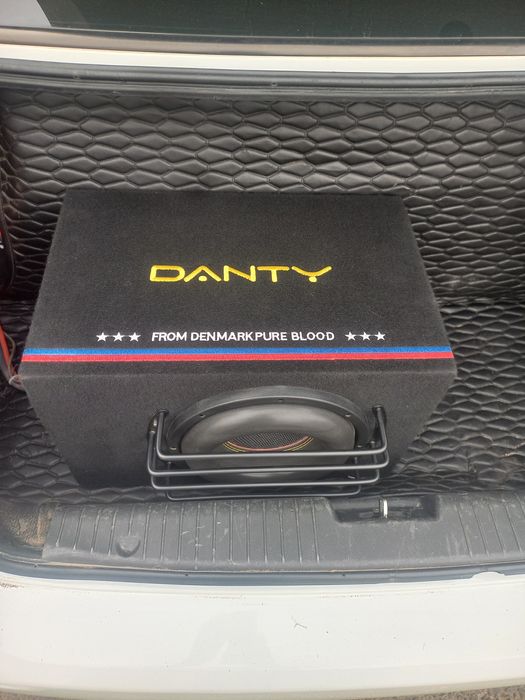 DANTY
★★★ FROM DENMARKPURE BLOOD ★★★